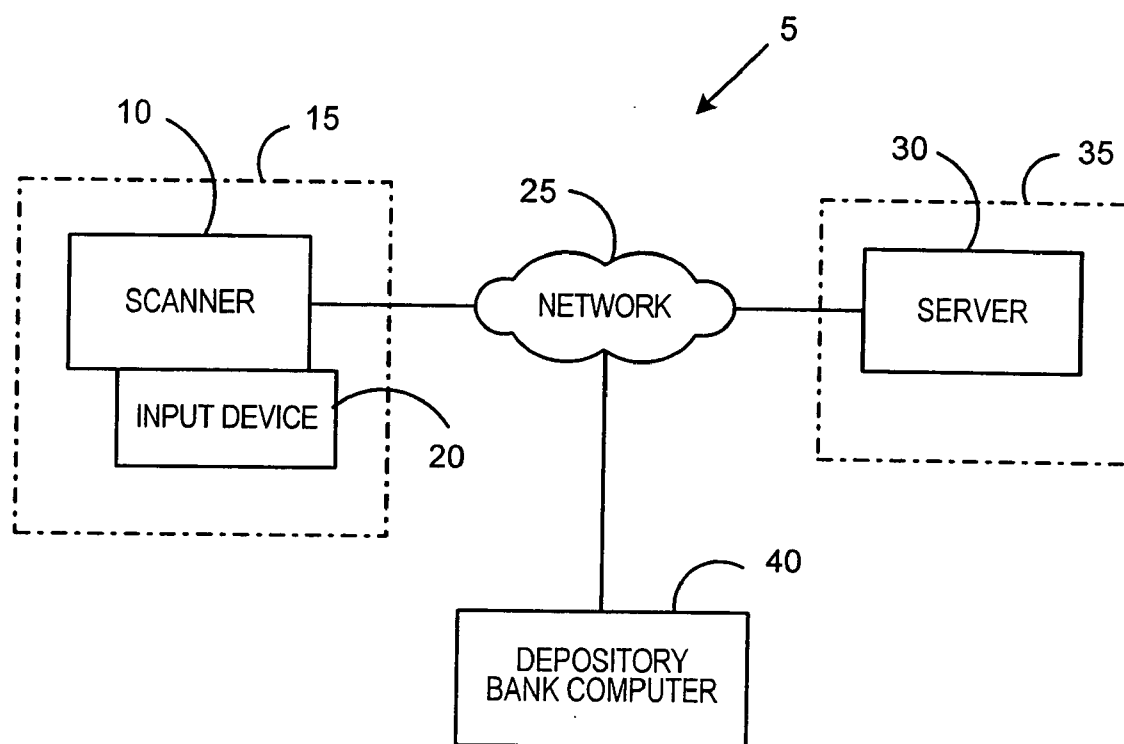 5
10
15
30
35
25
SCANNER
NETWORK
SERVER
INPUT DEVICE
20
40
DEPOSITORY
BANK COMPUTER